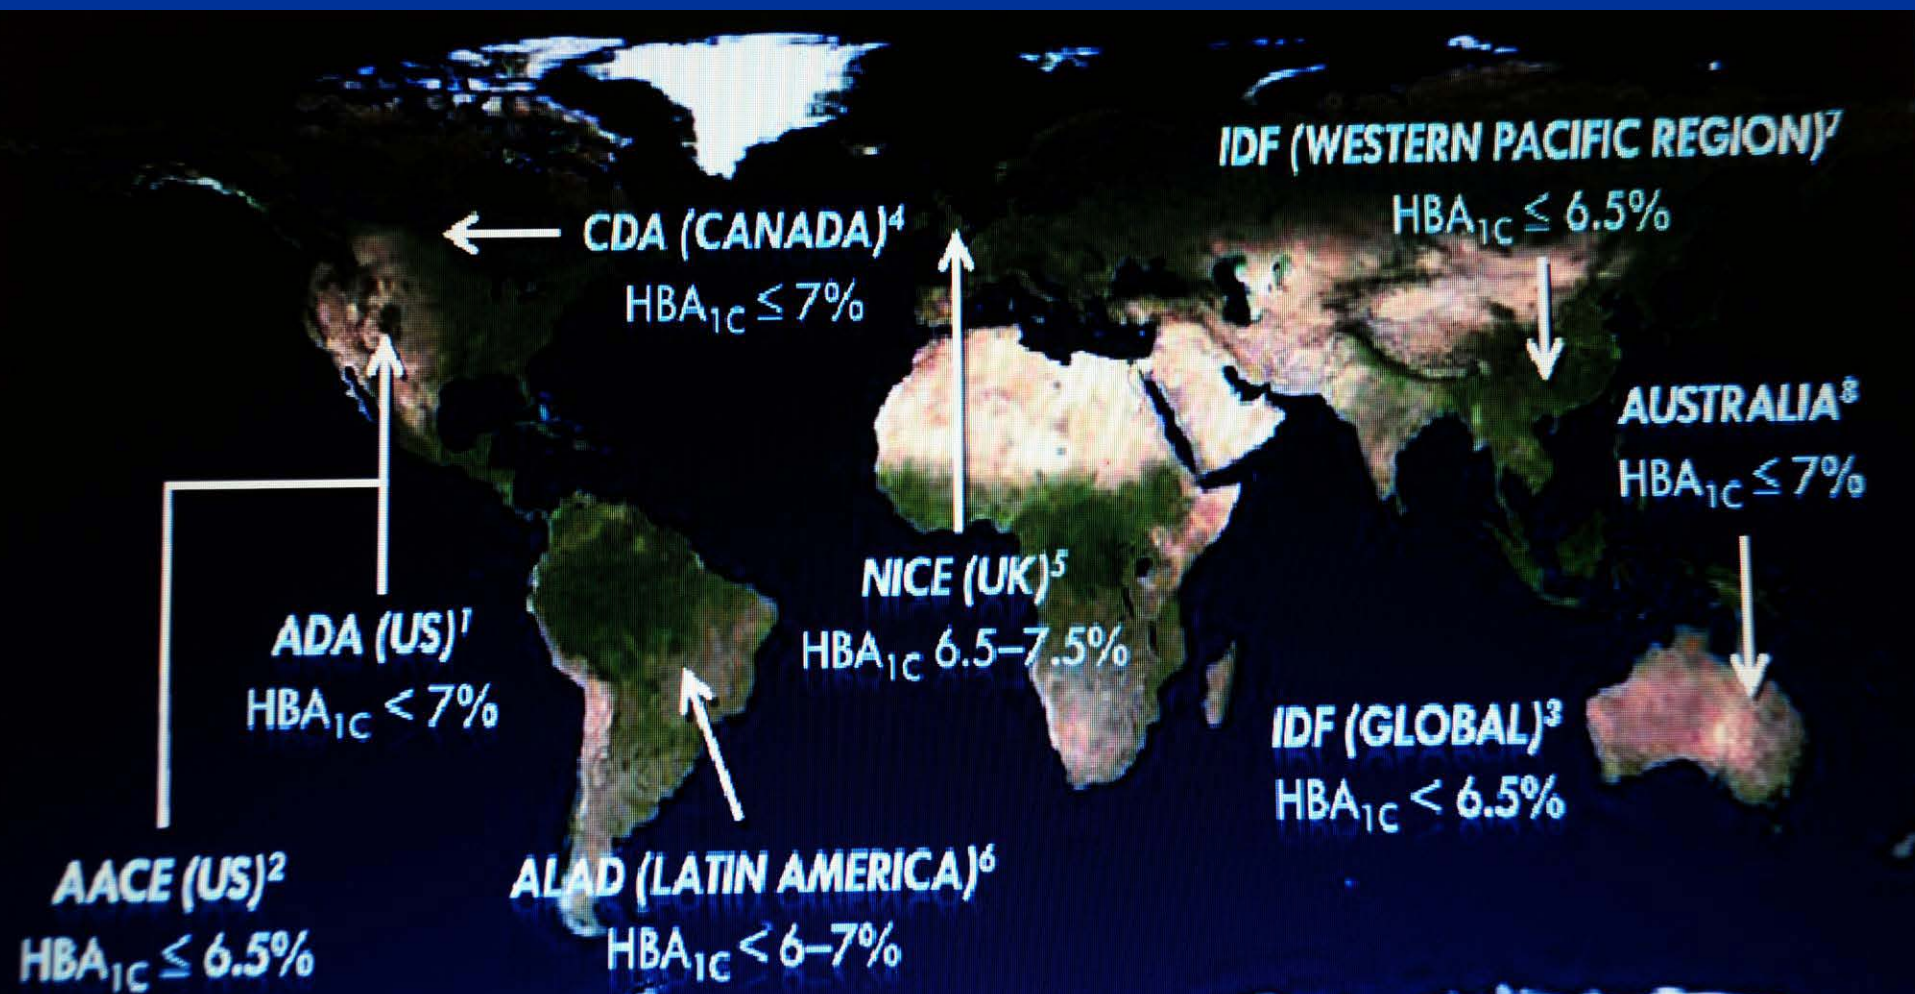 IDF (WESTERN PACIFIC REGION)⁷
HBA₁C ≤ 6.5%
CDA (CANADA)⁴
HBA₁C ≤ 7%
AUSTRALIA⁸
HBA₁C ≤ 7%
NICE (UK)⁵
HBA₁C 6.5–7.5%
ADA (US)¹
HBA₁C < 7%
IDF (GLOBAL)³
HBA₁C < 6.5%
AACE (US)²
HBA₁C ≤ 6.5%
ALAD (LATIN AMERICA)⁶
HBA₁C < 6–7%